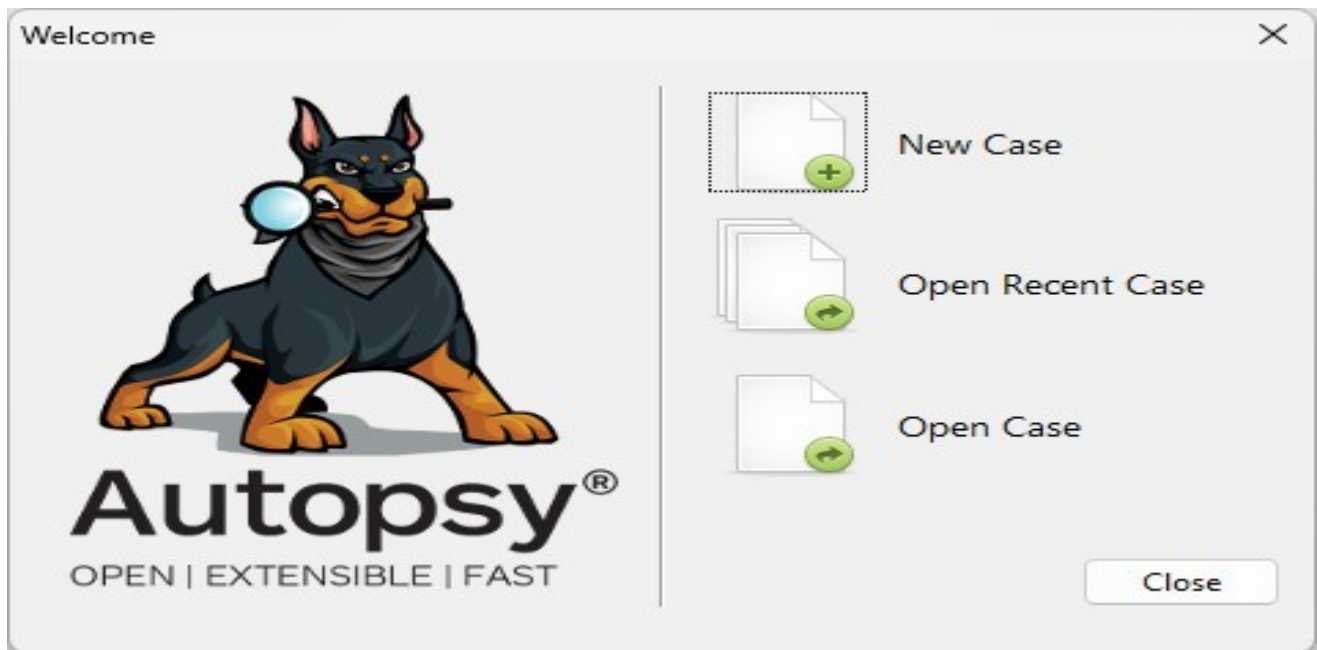 Welcome
New Case
Open Recent Case
Open Case
Autopsy®
OPEN | EXTENSIBLE | FAST
Close